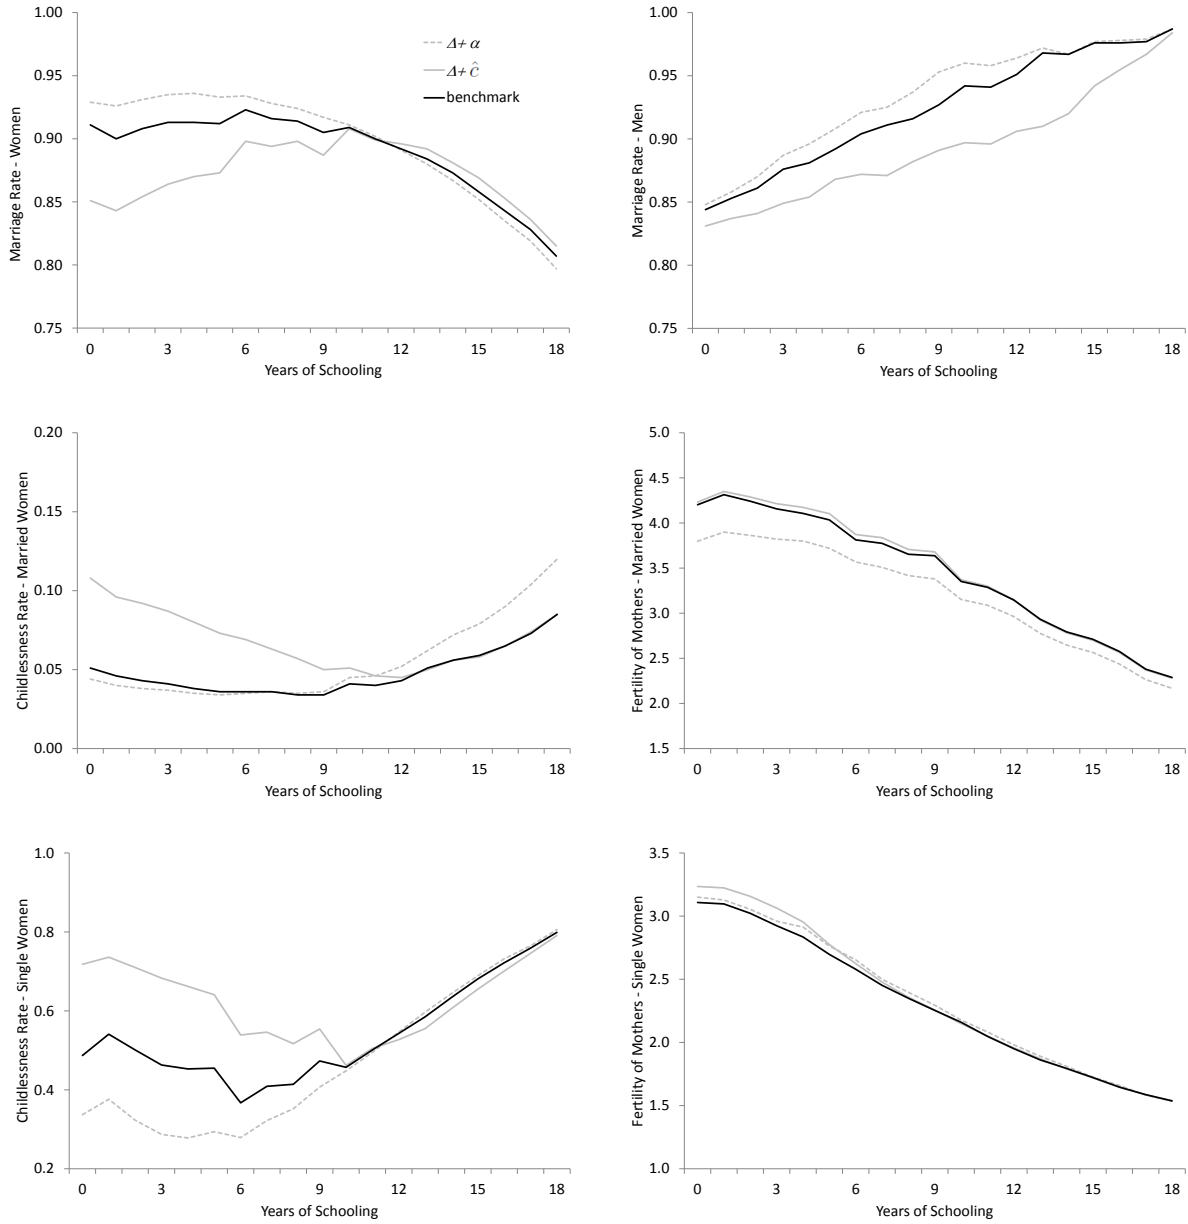 1.00
0.95
0.90
0.85
0.80
0.75
Marriage Rate - Women
Δ+ α
Δ+ ĉ
benchmark
0 3 6 9 12 15 18
Years of Schooling
1.00
0.95
0.90
0.85
0.80
0.75
Marriage Rate - Men
0 3 6 9 12 15 18
Years of Schooling
0.20
0.15
0.10
0.05
0.00
Childlessness Rate - Married Women
0 3 6 9 12 15 18
Years of Schooling
5.0
4.5
4.0
3.5
3.0
2.5
2.0
1.5
Fertility of Mothers - Married Women
0 3 6 9 12 15 18
Years of Schooling
1.0
0.8
0.6
0.4
0.2
Childlessness Rate - Single Women
0 3 6 9 12 15 18
Years of Schooling
3.5
3.0
2.5
2.0
1.5
1.0
Fertility of Mothers - Single Women
0 3 6 9 12 15 18
Years of Schooling